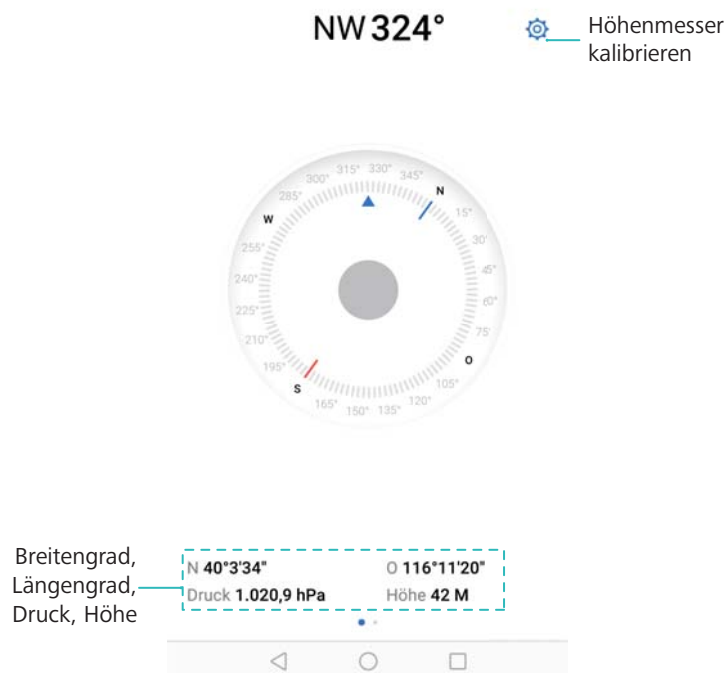 NW 324°
Höhenmesser
kalibrieren
315° 330°
300° 345°
285° N
W 15°
255° 30°
240° 45°
225° 60°
210° 75°
195° O
S 105°
165° 150° 135° 120°
Breitengrad,
Längengrad,
Druck, Höhe
N 40°3'34" O 116°11'20"
Druck 1.020,9 hPa Höhe 42 M